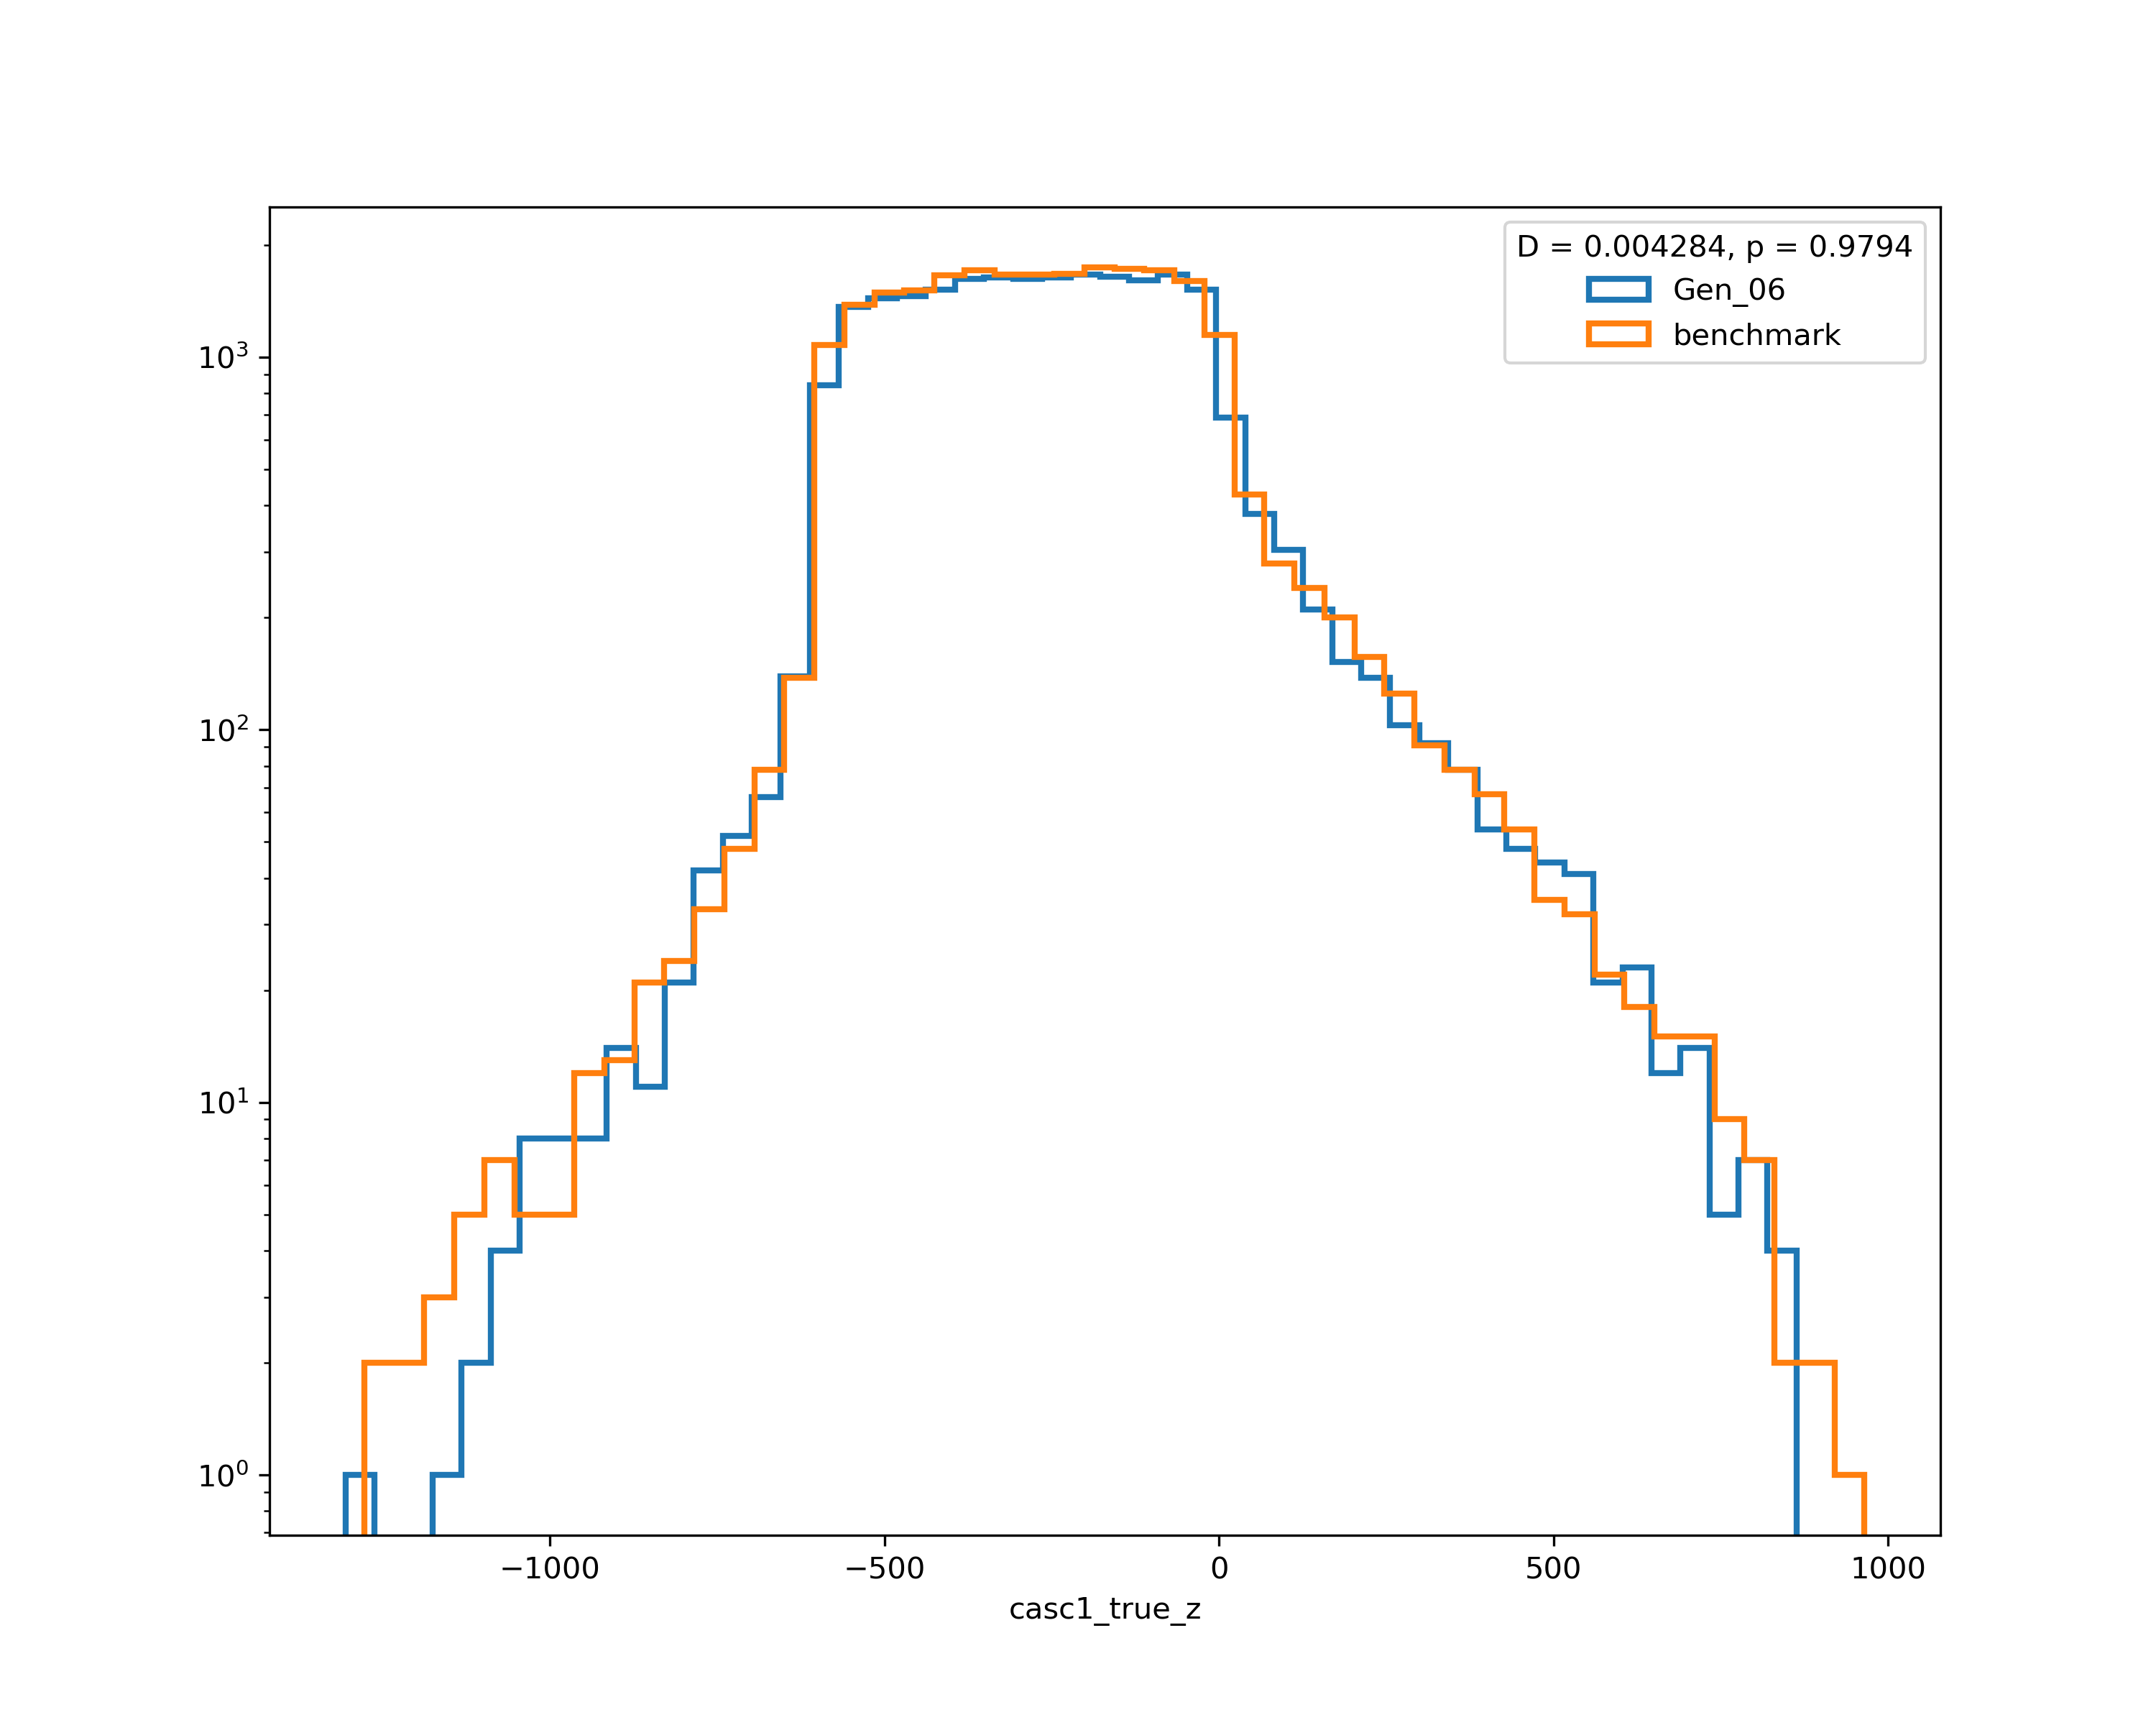 D = 0.004284, p = 0.9794
Gen_06
benchmark
10³
10²
10¹
10⁰
−1000 −500 0 500 1000
casc1_true_z